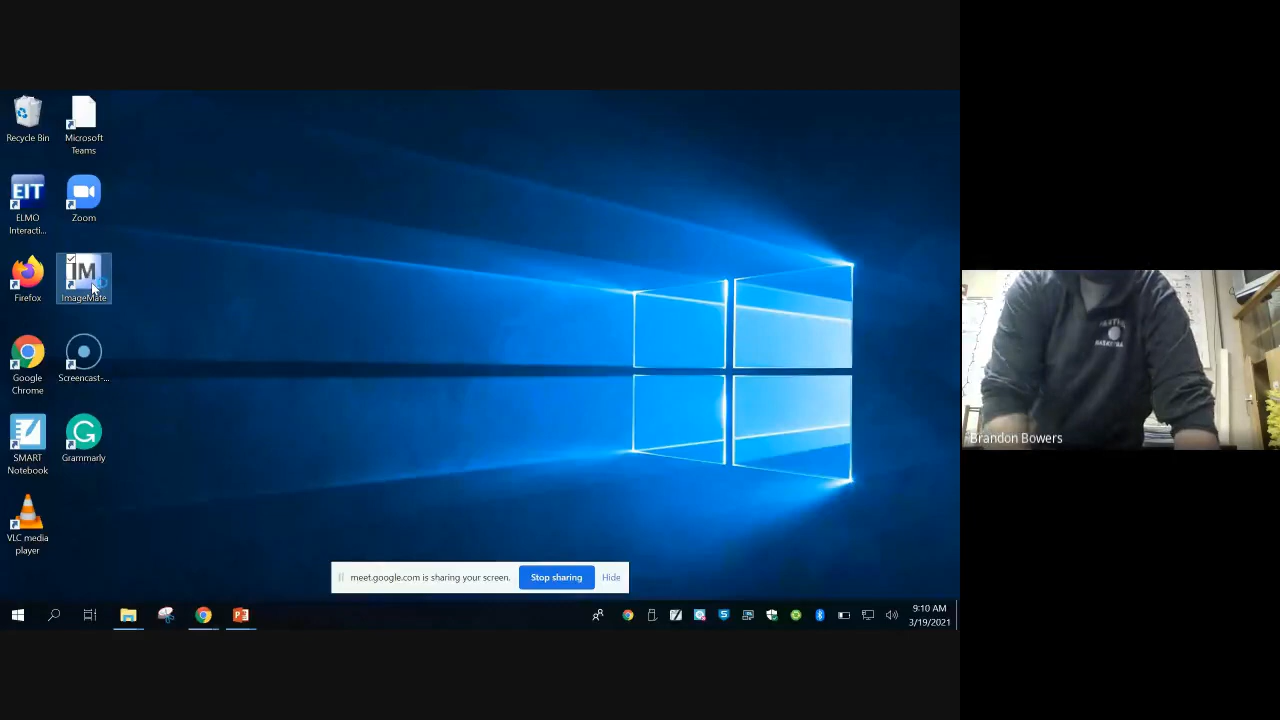 Recycle Bin
Microsoft
Teams
EIT
ELMO
Interacti...
Zoom
Firefox
IM
ImageMate
Google
Chrome
Screencast-...
SMART
Notebook
Grammarly
VLC media
player
meet.google.com is sharing your screen.
Stop sharing
Hide
9:10 AM
3/19/2021
Brandon Bowers